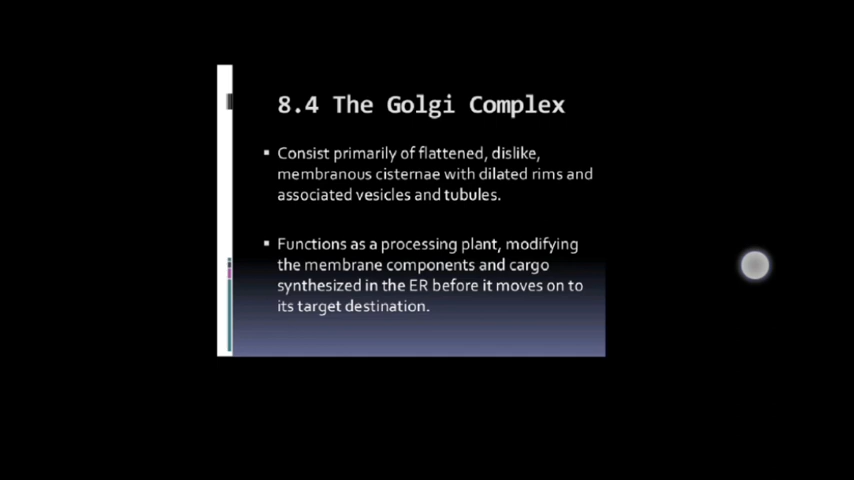 8.4 The Golgi Complex
▪ Consist primarily of flattened, dislike,
membranous cisternae with dilated rims and
associated vesicles and tubules.
▪ Functions as a processing plant, modifying
the membrane components and cargo
synthesized in the ER before it moves on to
its target destination.